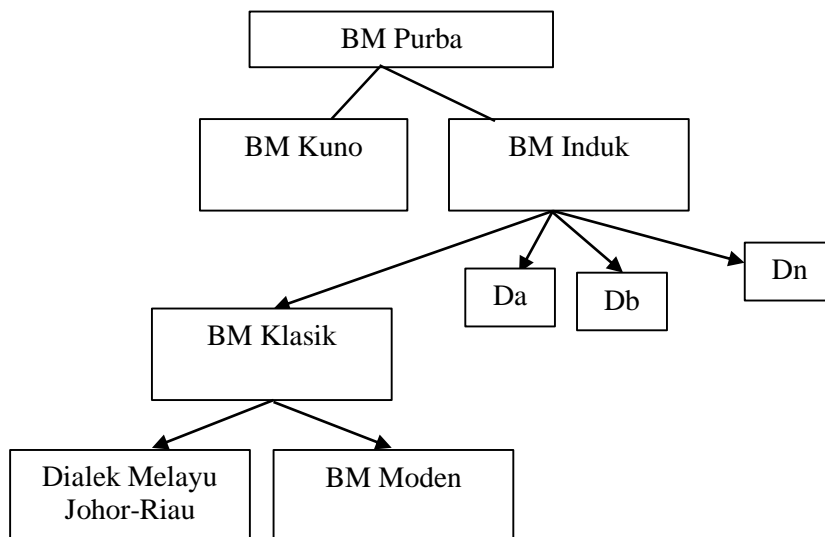 BM Purba
BM Kuno
BM Induk
Da
Db
Dn
BM Klasik
Dialek Melayu
Johor-Riau
BM Moden